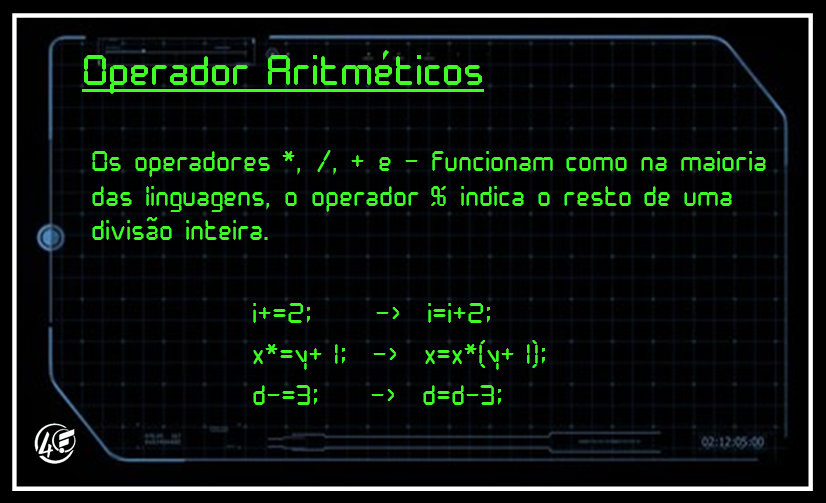 Operador Aritméticos
Os operadores *, /, + e - funcionam como na maioria
das linguagens, o operador % indica o resto de uma
divisão inteira.
i+=2; -> i=i+2;
x*=y+ 1; -> x=x*(y+ 1);
d-=3; -> d=d-3;
4F
02:12:05:00